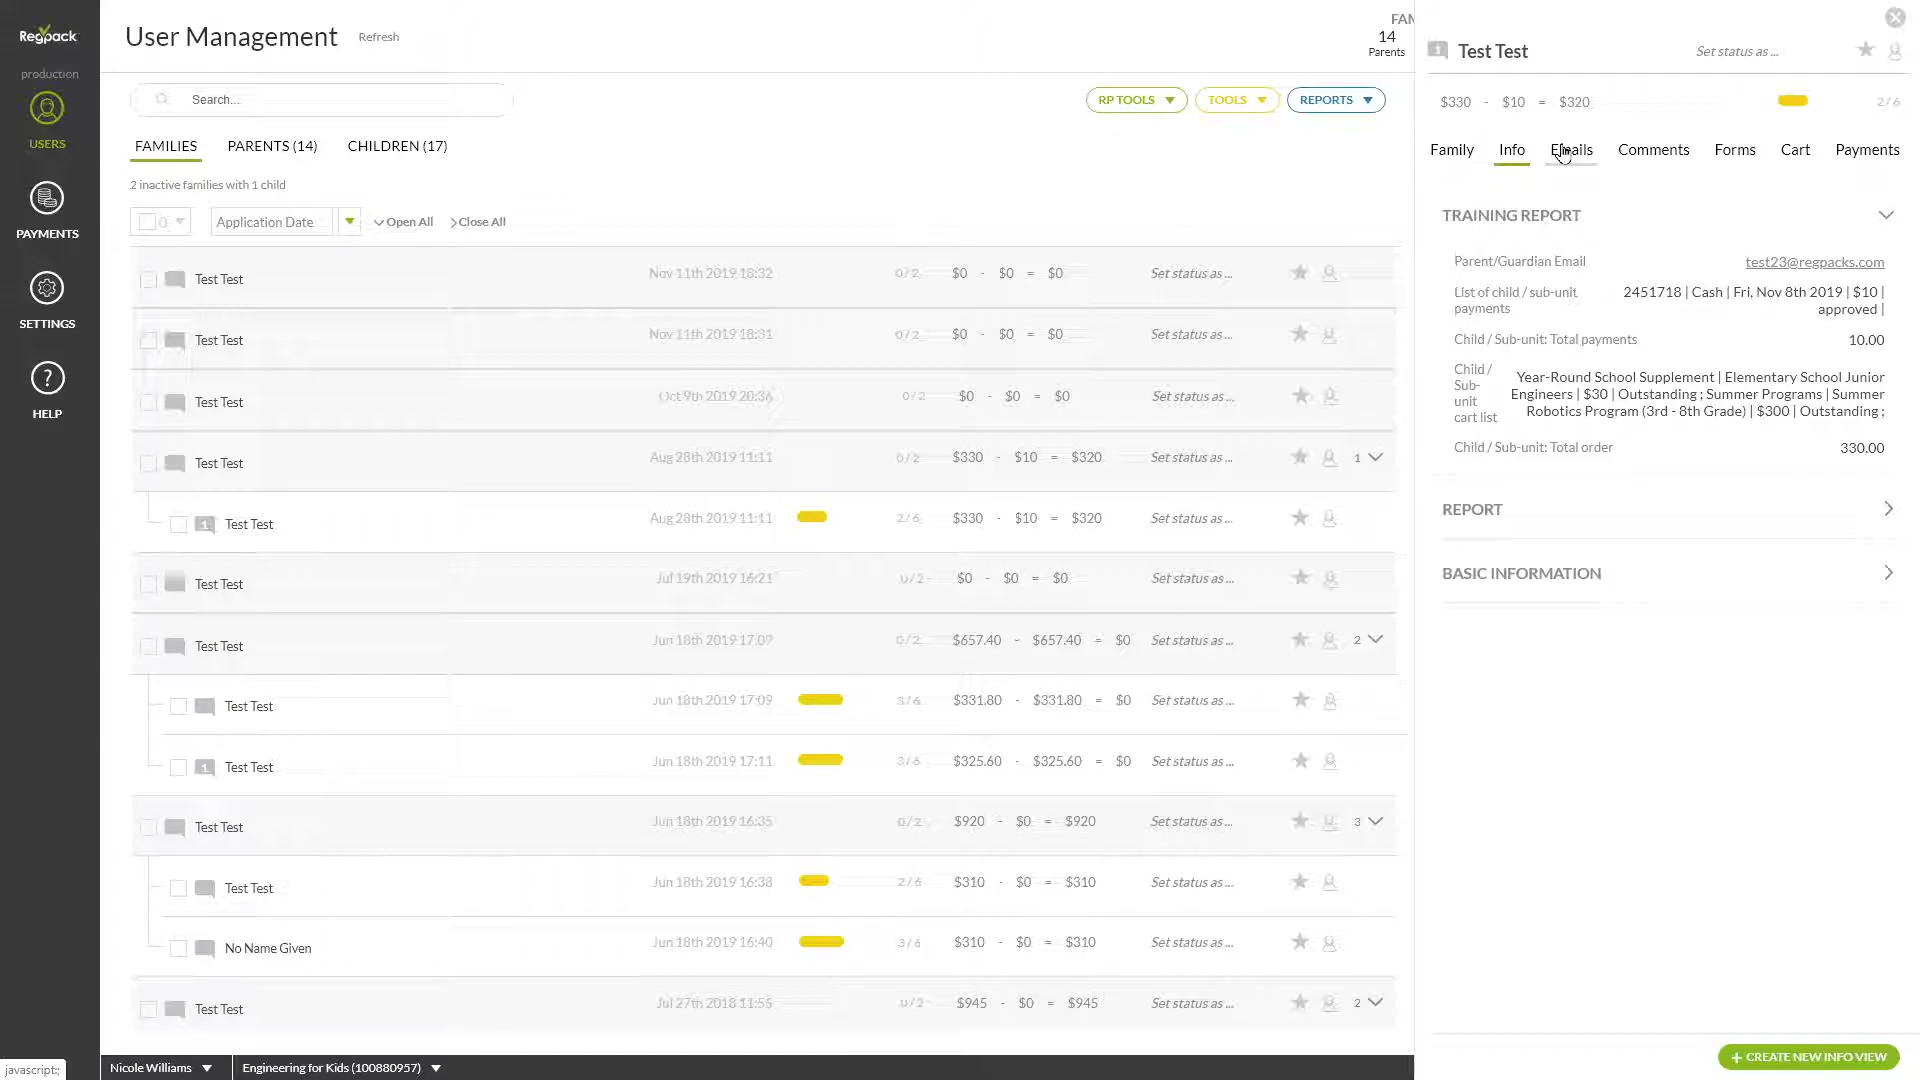 Regpack
production
USERS
PAYMENTS
SETTINGS
HELP
javascript:;
User Management Refresh
FAM
14
Parents
Search...
RP TOOLS TOOLS REPORTS
FAMILIES PARENTS (14) CHILDREN (17)
2 inactive families with 1 child
0 Application Date Open All Close All
Test Test Nov 11th 2019 18:32 0/2 $0 - $0 = $0 Set status as ...
Test Test Nov 11th 2019 18:31 0/2 $0 - $0 = $0 Set status as ...
Test Test Oct 9th 2019 20:36 0/2 $0 - $0 = $0 Set status as ...
Test Test Aug 28th 2019 11:11 0/2 $330 - $10 = $320 Set status as ... 1
1 Test Test Aug 28th 2019 11:11 2/6 $330 - $10 = $320 Set status as ...
Test Test Jul 19th 2019 16:21 0/2 $0 - $0 = $0 Set status as ...
Test Test Jun 18th 2019 17:09 0/2 $657.40 - $657.40 = $0 Set status as ... 2
Test Test Jun 18th 2019 17:09 3/6 $331.80 - $331.80 = $0 Set status as ...
1 Test Test Jun 18th 2019 17:11 3/6 $325.60 - $325.60 = $0 Set status as ...
Test Test Jun 18th 2019 16:35 0/2 $920 - $0 = $920 Set status as ... 3
Test Test Jun 18th 2019 16:38 2/6 $310 - $0 = $310 Set status as ...
No Name Given Jun 18th 2019 16:40 3/6 $310 - $0 = $310 Set status as ...
Test Test Jul 27th 2018 11:55 0/2 $945 - $0 = $945 Set status as ... 2
Nicole Williams Engineering for Kids (100880957)
1 Test Test Set status as ...
$330 - $10 = $320 2/6
Family Info Emails Comments Forms Cart Payments
TRAINING REPORT
Parent/Guardian Email test23@regpacks.com
List of child / sub-unit payments 2451718 | Cash | Fri, Nov 8th 2019 | $10 |
approved |
Child / Sub-unit: Total payments 10.00
Child /
Sub-
unit
cart list
Year-Round School Supplement | Elementary School Junior
Engineers | $30 | Outstanding ; Summer Programs | Summer
Robotics Program (3rd - 8th Grade) | $300 | Outstanding ;
Child / Sub-unit: Total order 330.00
REPORT
BASIC INFORMATION
+ CREATE NEW INFO VIEW